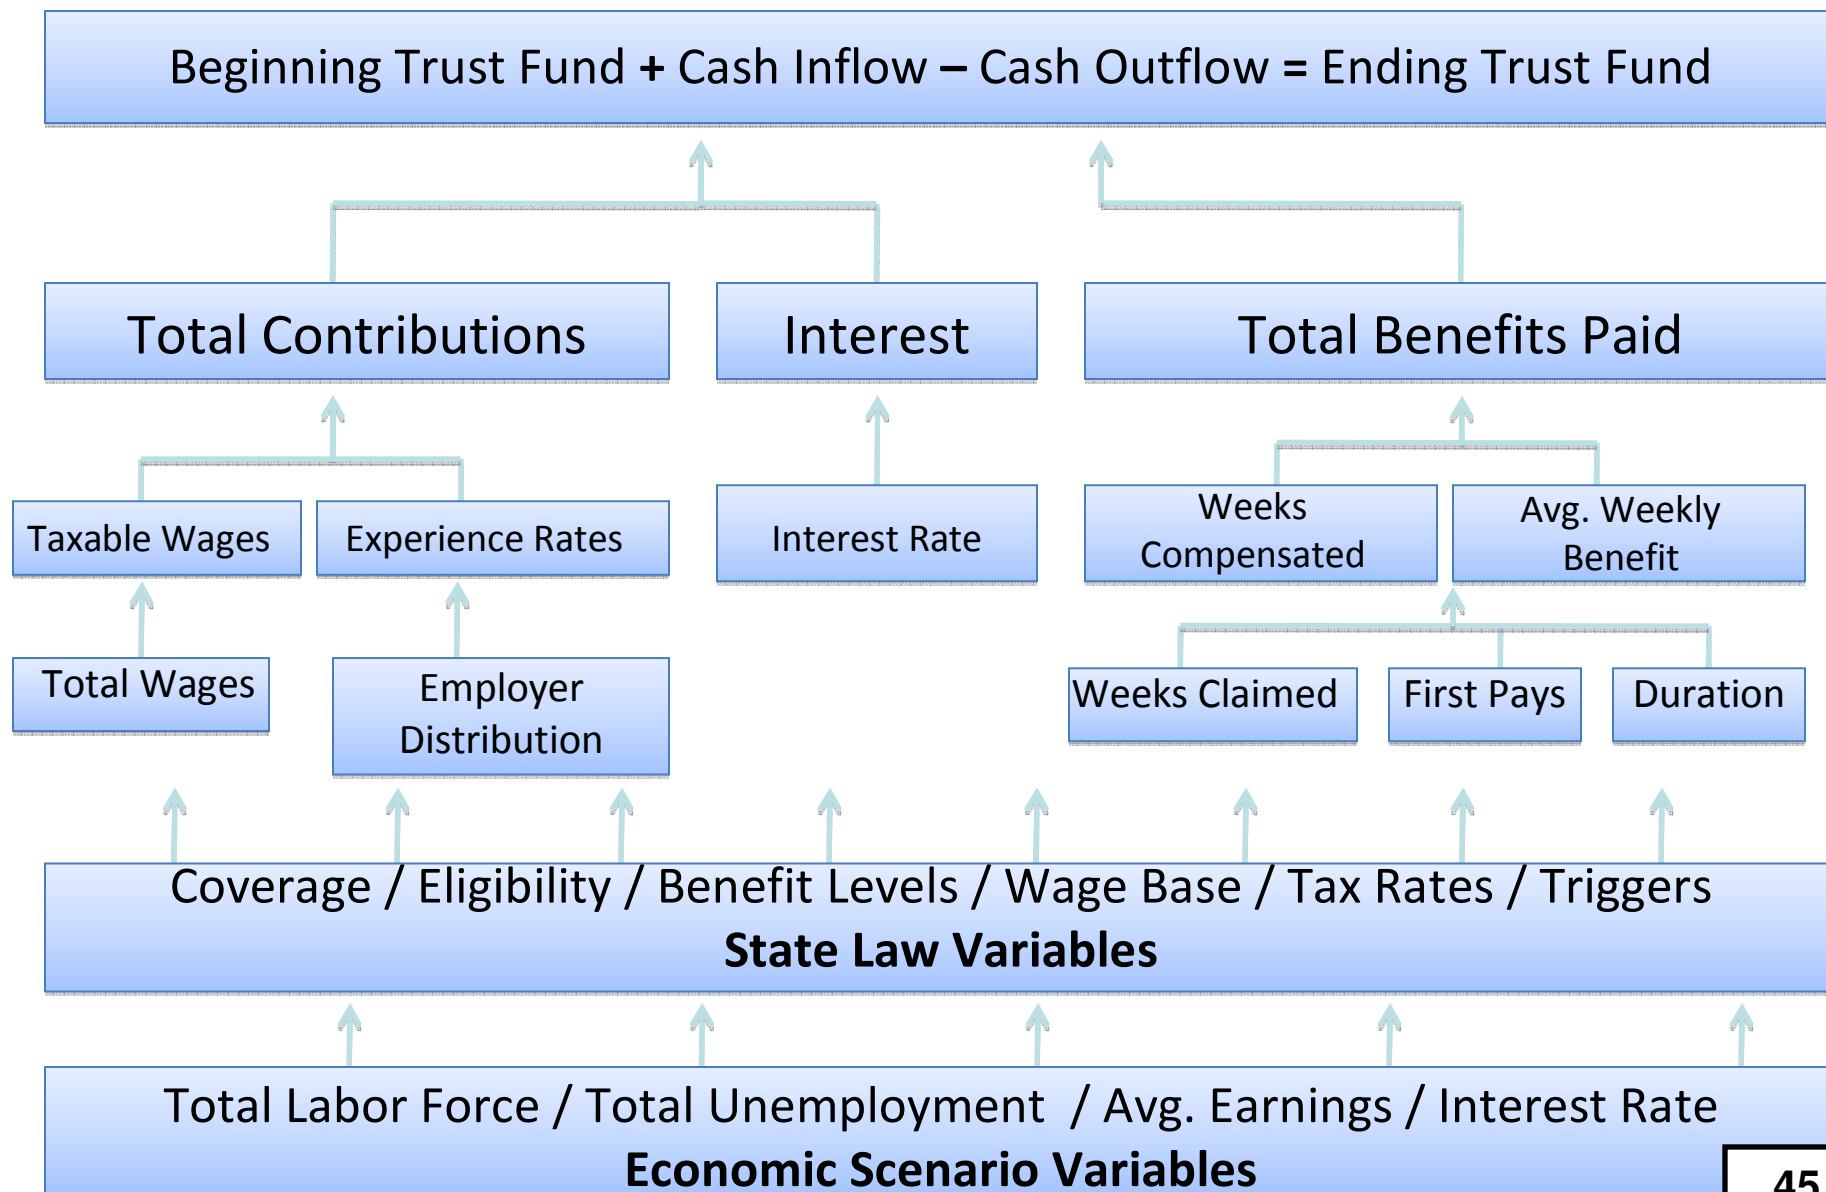 Beginning Trust Fund + Cash Inflow – Cash Outflow = Ending Trust Fund
Total Contributions
Interest
Total Benefits Paid
Taxable Wages
Experience Rates
Interest Rate
Weeks
Compensated
Avg. Weekly
Benefit
Total Wages
Employer
Distribution
Weeks Claimed
First Pays
Duration
Coverage / Eligibility / Benefit Levels / Wage Base / Tax Rates / Triggers
State Law Variables
Total Labor Force / Total Unemployment / Avg. Earnings / Interest Rate
Economic Scenario Variables
45